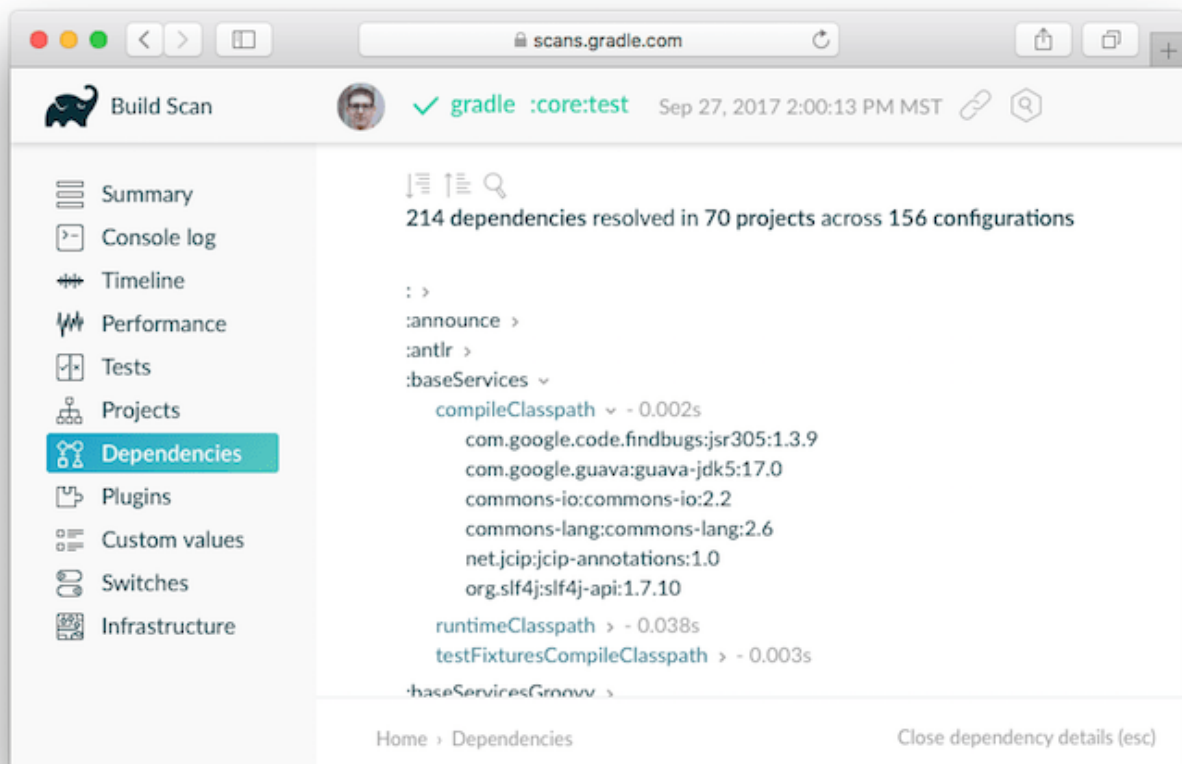 scans.gradle.com
Build Scan
gradle :core:test Sep 27, 2017 2:00:13 PM MST
Summary
Console log
Timeline
Performance
Tests
Projects
Dependencies
Plugins
Custom values
Switches
Infrastructure
214 dependencies resolved in 70 projects across 156 configurations
: >
:announce >
:antlr >
:baseServices
compileClasspath - 0.002s
com.google.code.findbugs:jsr305:1.3.9
com.google.guava:guava-jdk5:17.0
commons-io:commons-io:2.2
commons-lang:commons-lang:2.6
net.jcip:jcip-annotations:1.0
org.slf4j:slf4j-api:1.7.10
runtimeClasspath > - 0.038s
testFixturesCompileClasspath > - 0.003s
:baseServicesGroovy >
Home > Dependencies
Close dependency details (esc)